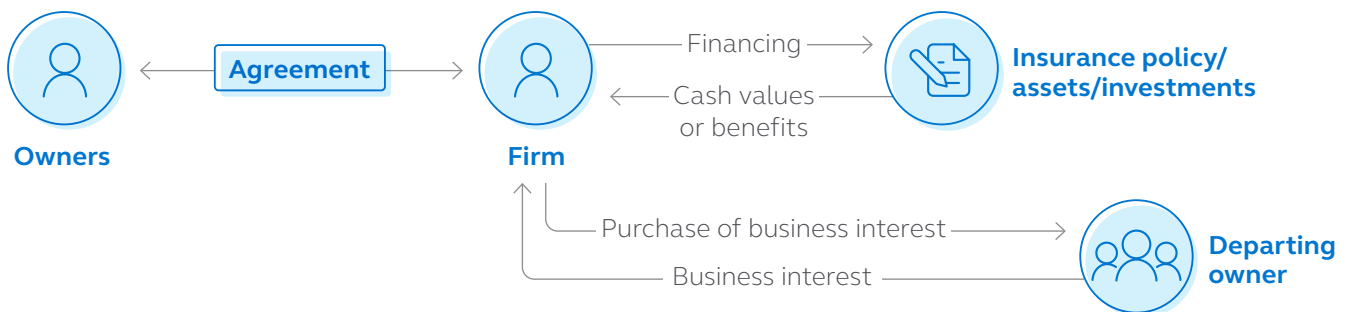 Agreement
Financing
Cash values
or benefits
Insurance policy/
assets/investments
Owners
Firm
Purchase of business interest
Business interest
Departing
owner